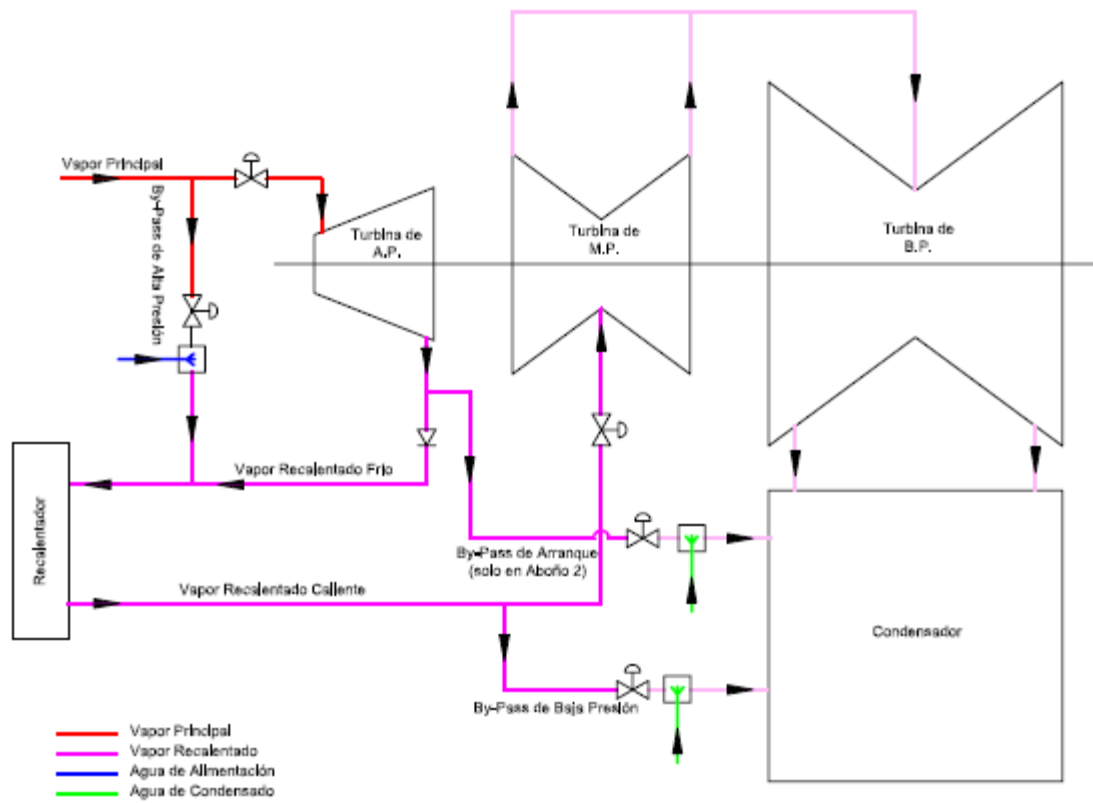 Vapor Principal
By-Pass de Alta Presión
Turbina de
A.P.
Turbina de
M.P.
Turbina de
B.P.
Vapor Recalentado Frío
Recalentador
By-Pass de Arranque
(solo en Aboño 2)
Vapor Recalentado Caliente
Condensador
By-Pass de Baja Presión
Vapor Principal
Vapor Recalentado
Agua de Alimentación
Agua de Condensado